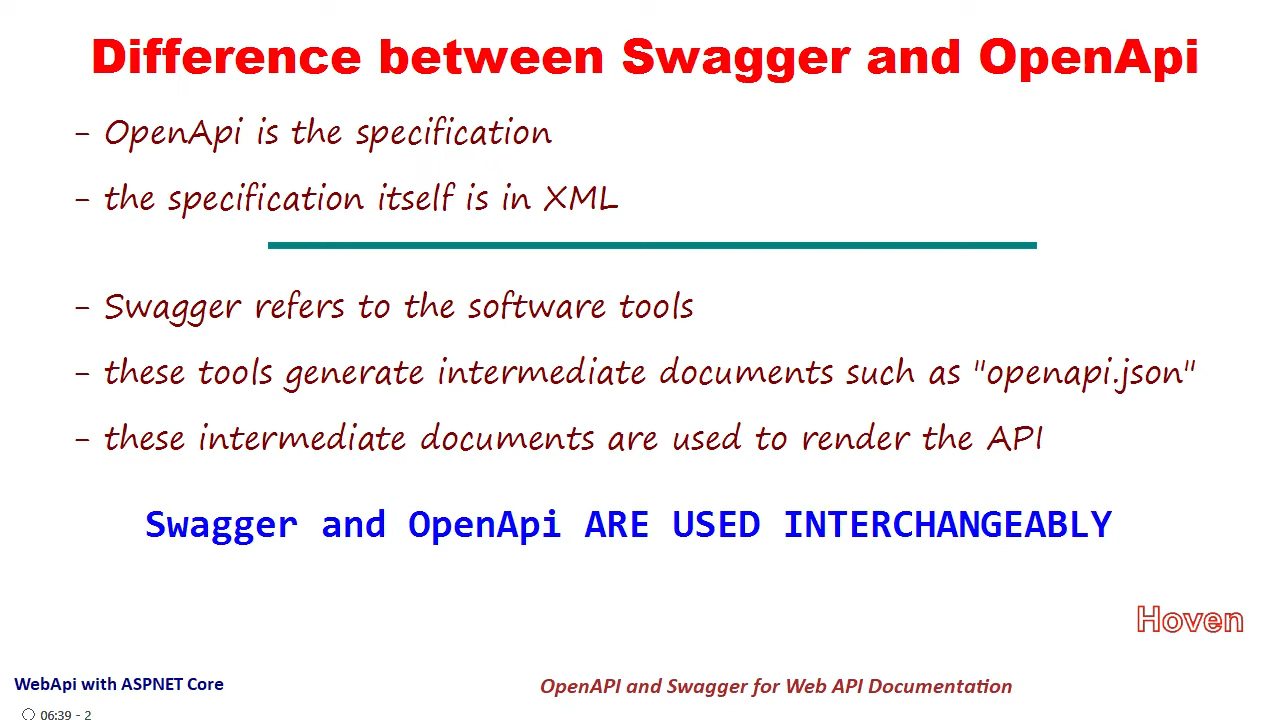 Difference between Swagger and OpenApi
- OpenApi is the specification
- the specification itself is in XML
- Swagger refers to the software tools
- these tools generate intermediate documents such as "openapi.json"
- these intermediate documents are used to render the API
Swagger and OpenApi ARE USED INTERCHANGEABLY
Hoven
WebApi with ASPNET Core
OpenAPI and Swagger for Web API Documentation
06:39 - 2